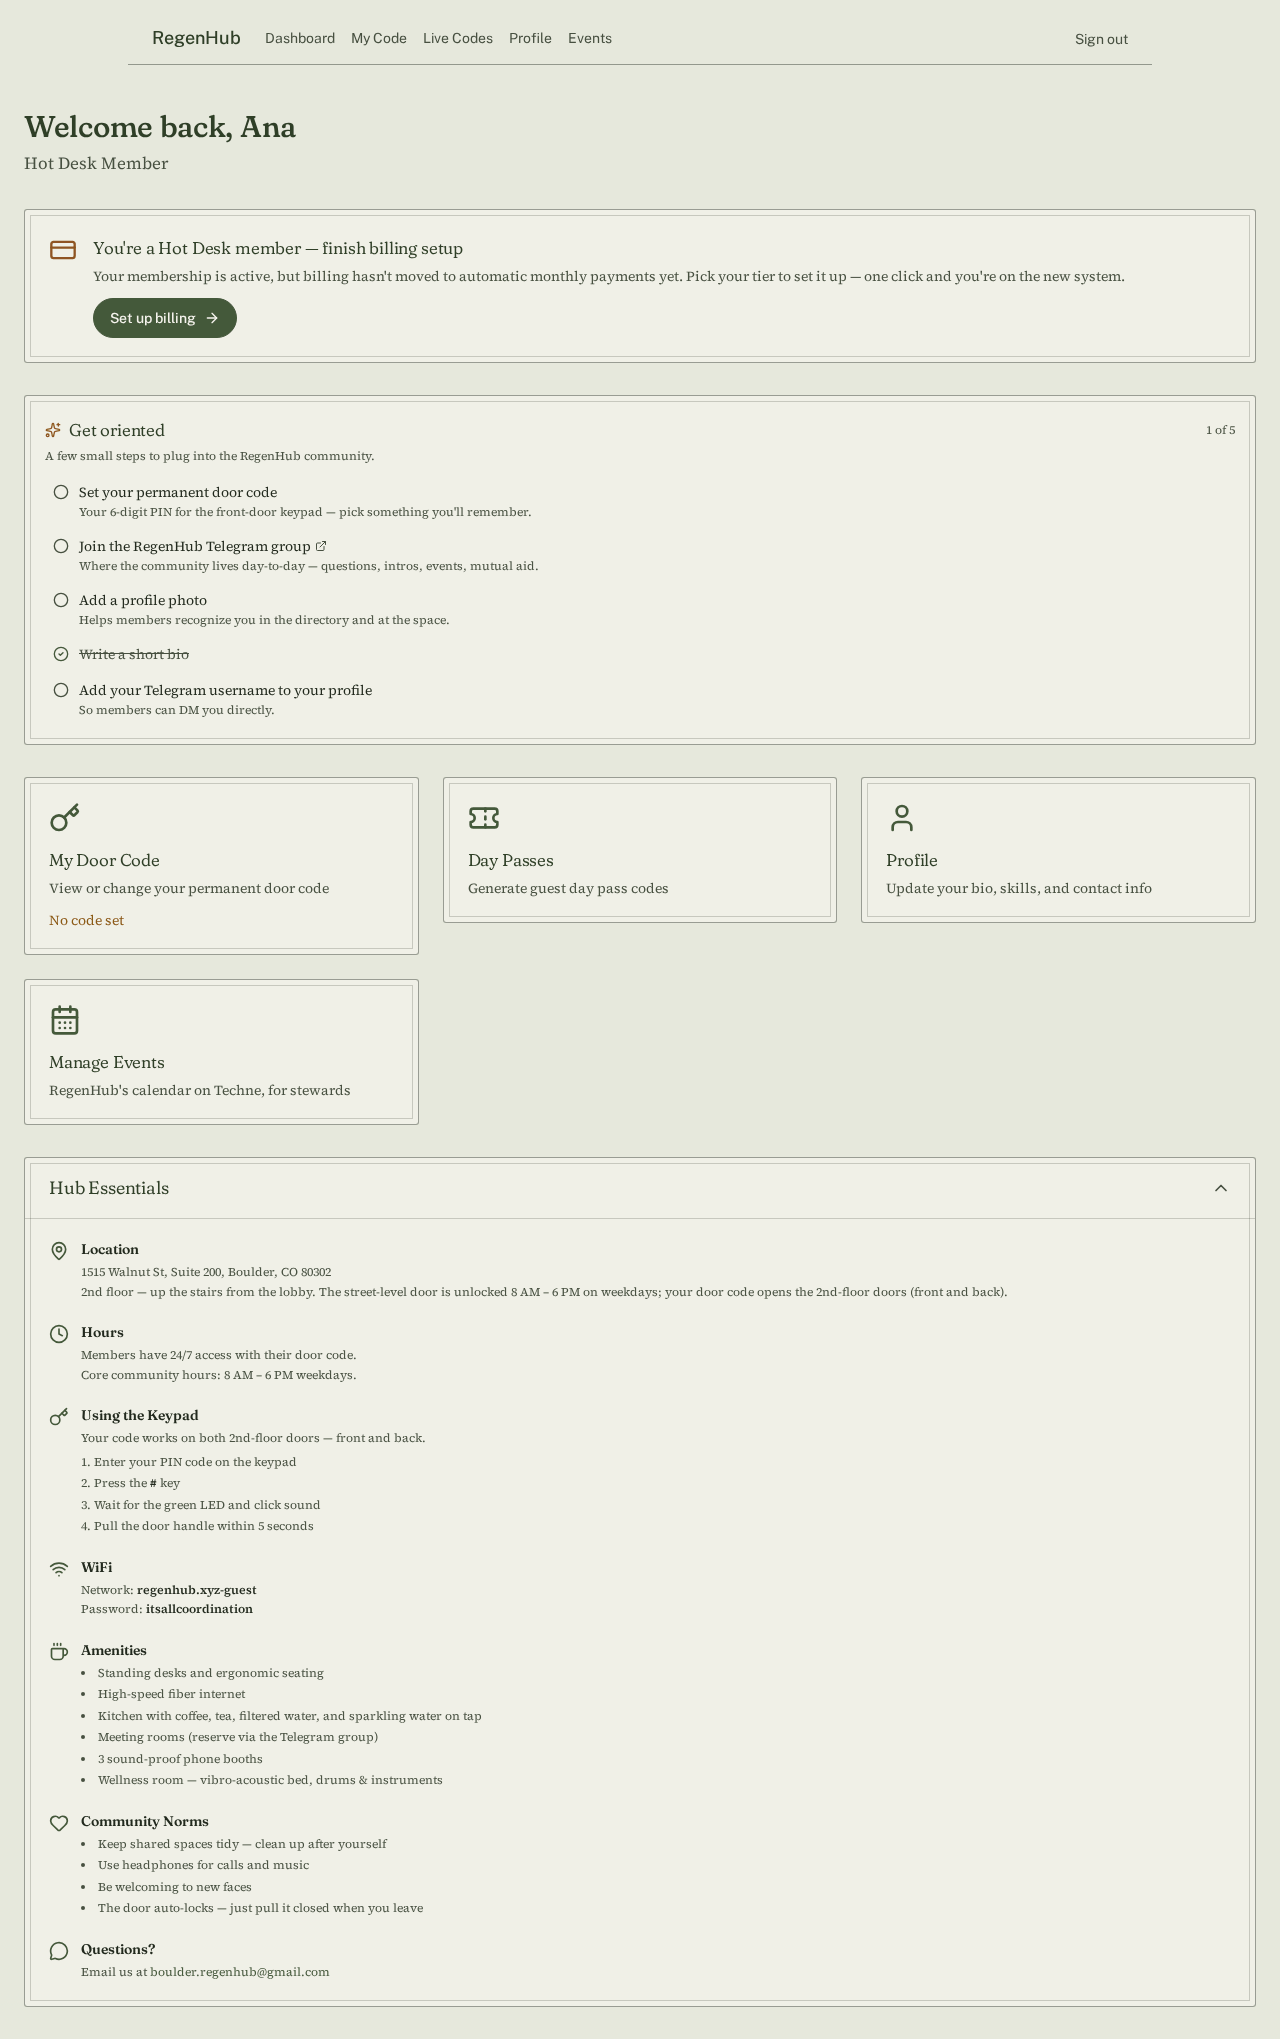 RegenHub Dashboard My Code Live Codes Profile Events Sign out
Welcome back, Ana
Hot Desk Member
You're a Hot Desk member — finish billing setup
Your membership is active, but billing hasn't moved to automatic monthly payments yet. Pick your tier to set it up — one click and you're on the new system.
Set up billing
Get oriented 1 of 5
A few small steps to plug into the RegenHub community.
Set your permanent door code
Your 6-digit PIN for the front-door keypad — pick something you'll remember.
Join the RegenHub Telegram group
Where the community lives day-to-day — questions, intros, events, mutual aid.
Add a profile photo
Helps members recognize you in the directory and at the space.
Write a short bio
Add your Telegram username to your profile
So members can DM you directly.
My Door Code
View or change your permanent door code
No code set
Day Passes
Generate guest day pass codes
Profile
Update your bio, skills, and contact info
Manage Events
RegenHub's calendar on Techne, for stewards
Hub Essentials
Location
1515 Walnut St, Suite 200, Boulder, CO 80302
2nd floor — up the stairs from the lobby. The street-level door is unlocked 8 AM – 6 PM on weekdays; your door code opens the 2nd-floor doors (front and back).
Hours
Members have 24/7 access with their door code.
Core community hours: 8 AM – 6 PM weekdays.
Using the Keypad
Your code works on both 2nd-floor doors — front and back.
1. Enter your PIN code on the keypad
2. Press the # key
3. Wait for the green LED and click sound
4. Pull the door handle within 5 seconds
WiFi
Network: regenhub.xyz-guest
Password: itsallcoordination
Amenities
• Standing desks and ergonomic seating
• High-speed fiber internet
• Kitchen with coffee, tea, filtered water, and sparkling water on tap
• Meeting rooms (reserve via the Telegram group)
• 3 sound-proof phone booths
• Wellness room — vibro-acoustic bed, drums & instruments
Community Norms
• Keep shared spaces tidy — clean up after yourself
• Use headphones for calls and music
• Be welcoming to new faces
• The door auto-locks — just pull it closed when you leave
Questions?
Email us at boulder.regenhub@gmail.com